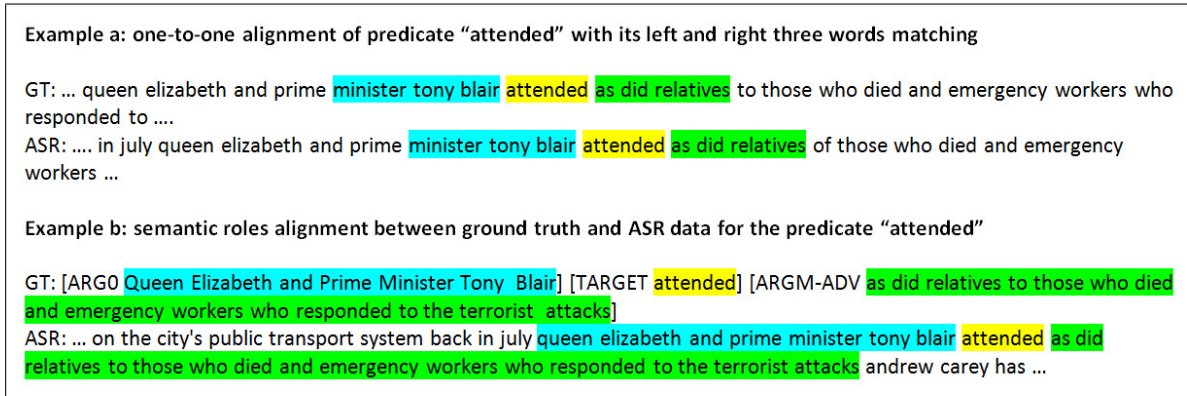 Example a: one-to-one alignment of predicate “attended” with its left and right three words matching
GT: ... queen elizabeth and prime minister tony blair attended as did relatives to those who died and emergency workers who
responded to ....
ASR: .... in july queen elizabeth and prime minister tony blair attended as did relatives of those who died and emergency
workers ...
Example b: semantic roles alignment between ground truth and ASR data for the predicate “attended”
GT: [ARG0 Queen Elizabeth and Prime Minister Tony Blair] [TARGET attended] [ARGM-ADV as did relatives to those who died
and emergency workers who responded to the terrorist attacks]
ASR: ... on the city's public transport system back in july queen elizabeth and prime minister tony blair attended as did
relatives to those who died and emergency workers who responded to the terrorist attacks andrew carey has ...